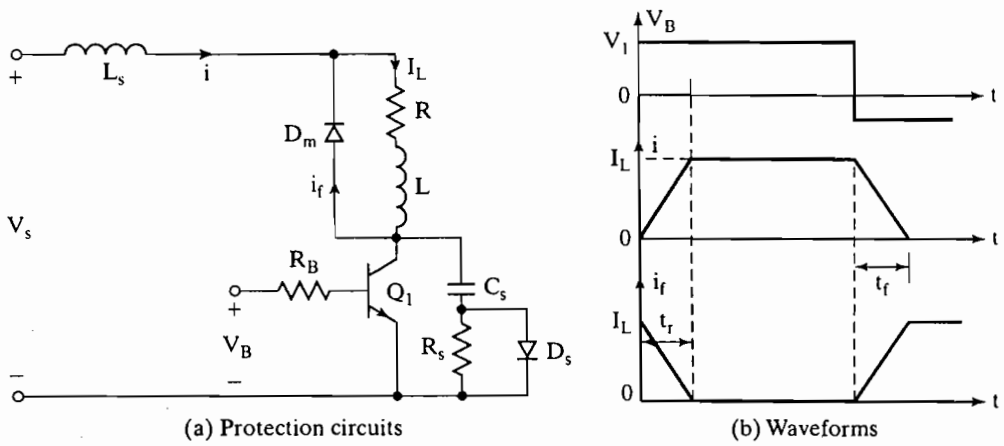 L_s
+
i
I_L
R
D_m
i_f
L
V_s
R_B
Q_1
C_s
+
V_B
R_s
D_s
−
−
(a) Protection circuits
V_B
V_1
0
t
I_L
i
0
t
t_f
i_f
I_L
t_r
0
t
(b) Waveforms